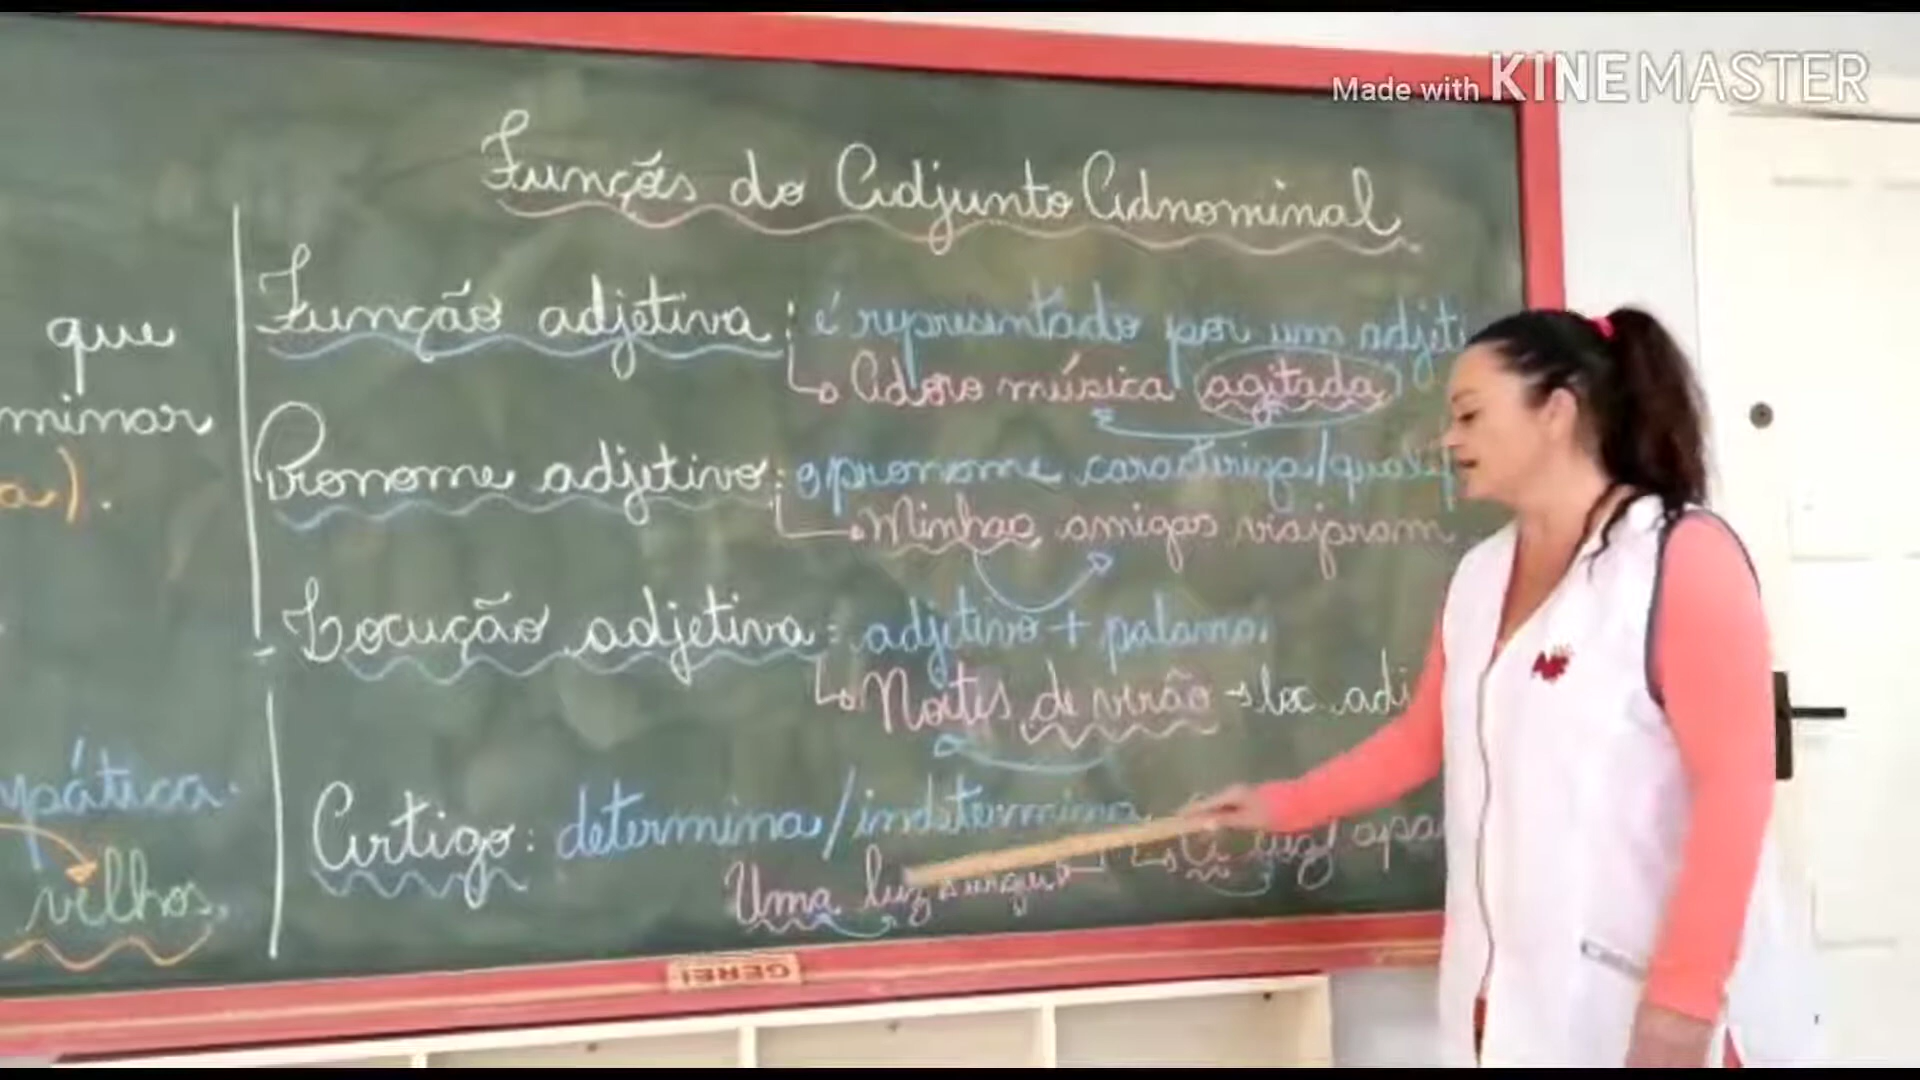 Made with KINEMASTER
Funções do Adjunto Adnominal
Função adjetiva: é representado por um adjeti
Adoro música agitada
Pronome adjetivo: o pronome caracteriza/qualif
Minhas amigas viajaram
Locução adjetiva: adjetivo + palavra.
Noites de verão → loc. adj
Artigo: determina/indetermina
Uma luz surgiu
A luz apa
que
minar
a).
mpática.
velhos.
GEREI